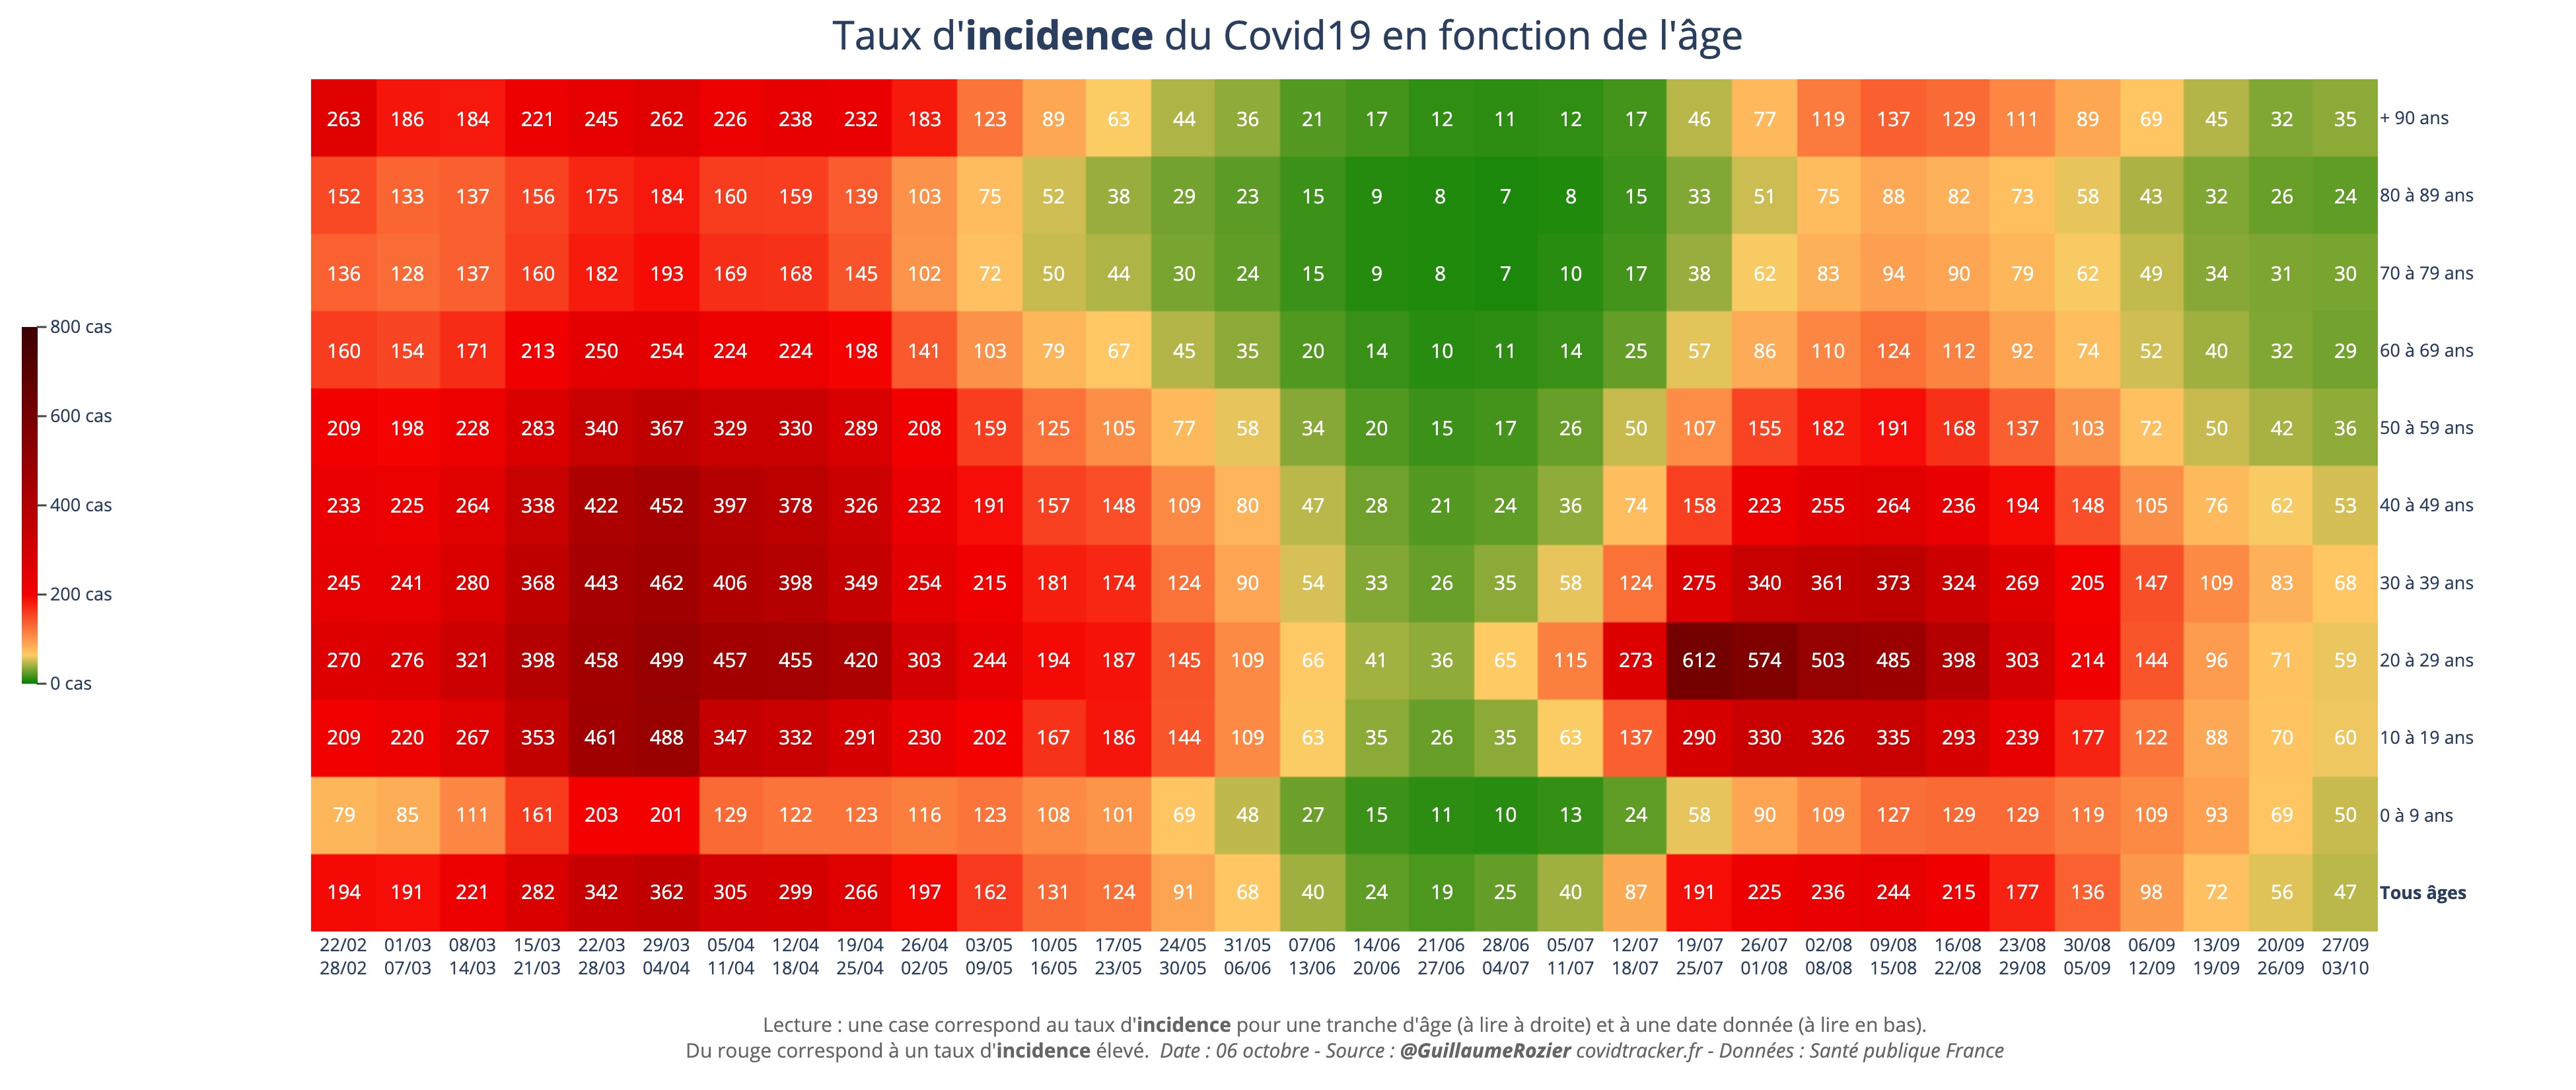 Taux d'incidence du Covid19 en fonction de l'âge
263 186 184 221 245 262 226 238 232 183 123 89 63 44 36 21 17 12 11 12 17 46 77 119 137 129 111 89 69 45 32 35 + 90 ans
152 133 137 156 175 184 160 159 139 103 75 52 38 29 23 15 9 8 7 8 15 33 51 75 88 82 73 58 43 32 26 24 80 à 89 ans
136 128 137 160 182 193 169 168 145 102 72 50 44 30 24 15 9 8 7 10 17 38 62 83 94 90 79 62 49 34 31 30 70 à 79 ans
160 154 171 213 250 254 224 224 198 141 103 79 67 45 35 20 14 10 11 14 25 57 86 110 124 112 92 74 52 40 32 29 60 à 69 ans
209 198 228 283 340 367 329 330 289 208 159 125 105 77 58 34 20 15 17 26 50 107 155 182 191 168 137 103 72 50 42 36 50 à 59 ans
233 225 264 338 422 452 397 378 326 232 191 157 148 109 80 47 28 21 24 36 74 158 223 255 264 236 194 148 105 76 62 53 40 à 49 ans
245 241 280 368 443 462 406 398 349 254 215 181 174 124 90 54 33 26 35 58 124 275 340 361 373 324 269 205 147 109 83 68 30 à 39 ans
270 276 321 398 458 499 457 455 420 303 244 194 187 145 109 66 41 36 65 115 273 612 574 503 485 398 303 214 144 96 71 59 20 à 29 ans
209 220 267 353 461 488 347 332 291 230 202 167 186 144 109 63 35 26 35 63 137 290 330 326 335 293 239 177 122 88 70 60 10 à 19 ans
79 85 111 161 203 201 129 122 123 116 123 108 101 69 48 27 15 11 10 13 24 58 90 109 127 129 129 119 109 93 69 50 0 à 9 ans
194 191 221 282 342 362 305 299 266 197 162 131 124 91 68 40 24 19 25 40 87 191 225 236 244 215 177 136 98 72 56 47 Tous âges
22/02 01/03 08/03 15/03 22/03 29/03 05/04 12/04 19/04 26/04 03/05 10/05 17/05 24/05 31/05 07/06 14/06 21/06 28/06 05/07 12/07 19/07 26/07 02/08 09/08 16/08 23/08 30/08 06/09 13/09 20/09 27/09
28/02 07/03 14/03 21/03 28/03 04/04 11/04 18/04 25/04 02/05 09/05 16/05 23/05 30/05 06/06 13/06 20/06 27/06 04/07 11/07 18/07 25/07 01/08 08/08 15/08 22/08 29/08 05/09 12/09 19/09 26/09 03/10
800 cas
600 cas
400 cas
200 cas
0 cas
Lecture : une case correspond au taux d'incidence pour une tranche d'âge (à lire à droite) et à une date donnée (à lire en bas).
Du rouge correspond à un taux d'incidence élevé. Date : 06 octobre - Source : @GuillaumeRozier covidtracker.fr - Données : Santé publique France